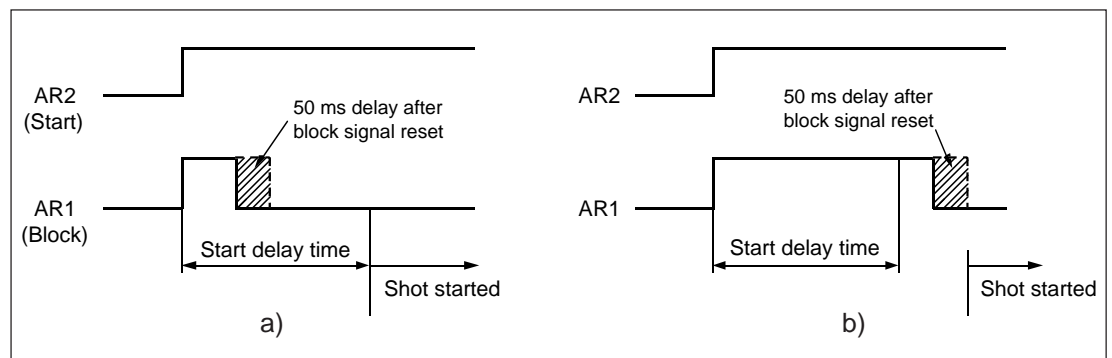 AR2
(Start)
50 ms delay after
block signal reset
AR1
(Block)
Start delay time
Shot started
a)
AR2
50 ms delay after
block signal reset
AR1
Start delay time
Shot started
b)